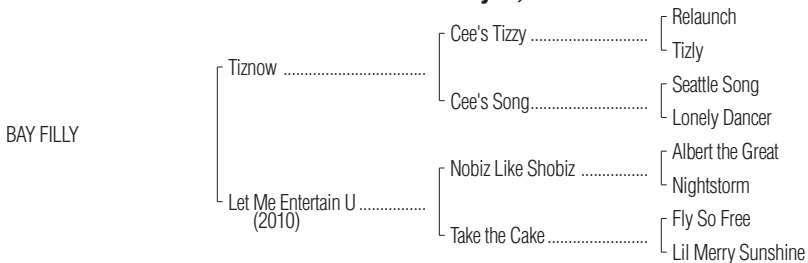 Relaunch
Cee's Tizzy ............................
Tizly
Tiznow ..................................
Seattle Song
Cee's Song............................
Lonely Dancer
BAY FILLY
Albert the Great
Nobiz Like Shobiz ................
Nightstorm
Let Me Entertain U ................
(2010)
Fly So Free
Take the Cake........................
Lil Merry Sunshine